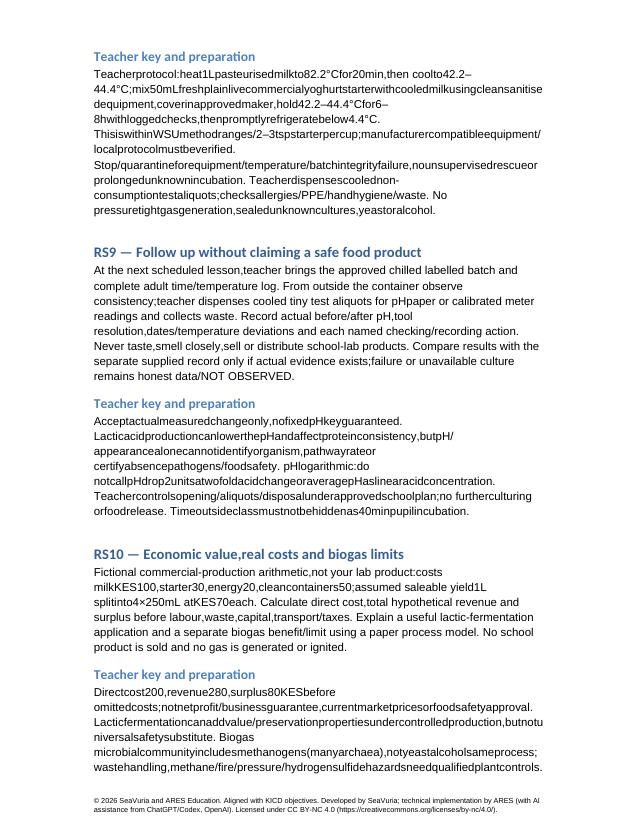 Teacher key and preparation
Teacherprotocol:heat1Lpasteurisedmilkto82.2°Cfor20min,then coolto42.2–
44.4°C;mix50mLfreshplainlivecommercialyoghurtstarterwithcooledmilkusingcleansanitise
dequipment,coverinapprovedmaker,hold42.2–44.4°Cfor6–
8hwithloggedchecks,thenpromptlyrefrigeratebelow4.4°C.
ThisiswithinWSUmethodranges/2–3tspstarterpercup;manufacturercompatibleequipment/
localprotocolmustbeverified.
Stop/quarantineforequipment/temperature/batchintegrityfailure,nounsupervisedrescueor
prolongedunknownincubation. Teacherdispensescoolednon-
consumptiontestaliquots;checksallergies/PPE/handhygiene/waste. No
pressuretightgasgeneration,sealedunknowncultures,yeastoralcohol.
RS9 — Follow up without claiming a safe food product
At the next scheduled lesson,teacher brings the approved chilled labelled batch and
complete adult time/temperature log. From outside the container observe
consistency;teacher dispenses cooled tiny test aliquots for pHpaper or calibrated meter
readings and collects waste. Record actual before/after pH,tool
resolution,dates/temperature deviations and each named checking/recording action.
Never taste,smell closely,sell or distribute school-lab products. Compare results with the
separate supplied record only if actual evidence exists;failure or unavailable culture
remains honest data/NOT OBSERVED.
Teacher key and preparation
Acceptactualmeasuredchangeonly,nofixedpHkeyguaranteed.
LacticacidproductioncanlowerthepHandaffectproteinconsistency,butpH/
appearancealonecannotidentifyorganism,pathwayrateor
certifyabsencepathogens/foodsafety. pHlogarithmic:do
notcallpHdrop2unitsatwofoldacidchangeoraveragepHaslinearacidconcentration.
Teachercontrolsopening/aliquots/disposalunderapprovedschoolplan;no furtherculturing
orfoodrelease. Timeoutsideclassmustnotbehiddenas40minpupilincubation.
RS10 — Economic value,real costs and biogas limits
Fictional commercial-production arithmetic,not your lab product:costs
milkKES100,starter30,energy20,cleancontainers50;assumed saleable yield1L
splitinto4×250mL atKES70each. Calculate direct cost,total hypothetical revenue and
surplus before labour,waste,capital,transport/taxes. Explain a useful lactic-fermentation
application and a separate biogas benefit/limit using a paper process model. No school
product is sold and no gas is generated or ignited.
Teacher key and preparation
Directcost200,revenue280,surplus80KESbefore
omittedcosts;notnetprofit/businessguarantee,currentmarketpricesorfoodsafetyapproval.
Lacticfermentationcanaddvalue/preservationpropertiesundercontrolledproduction,butnotu
niversalsafetysubstitute. Biogas
microbialcommunityincludesmethanogens(manyarchaea),notyeastalcoholsameprocess;
wastehandling,methane/fire/pressure/hydrogensulfidehazardsneedqualifiedplantcontrols.
© 2026 SeaVuria and ARES Education. Aligned with KICD objectives. Developed by SeaVuria; technical implementation by ARES (with AI
assistance from ChatGPT/Codex, OpenAI). Licensed under CC BY-NC 4.0 (https://creativecommons.org/licenses/by-nc/4.0/).